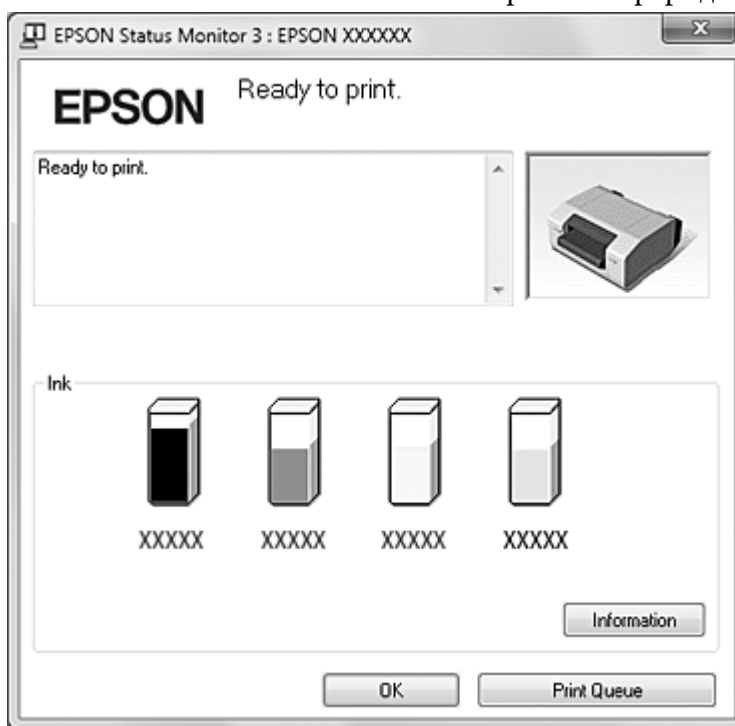 EPSON Status Monitor 3 : EPSON XXXXXX
EPSON
Ready to print.
Ready to print.
Ink
XXXXX XXXXX XXXXX XXXXX
Information
OK Print Queue